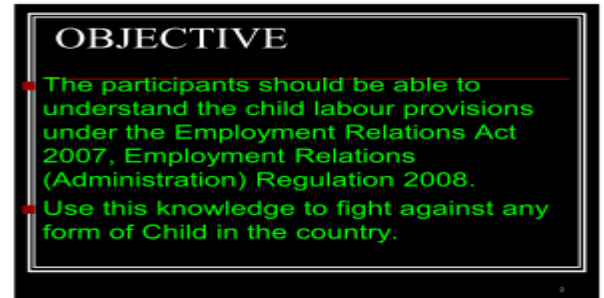 OBJECTIVE
The participants should be able to
understand the child labour provisions
under the Employment Relations Act
2007, Employment Relations
(Administration) Regulation 2008.
Use this knowledge to fight against any
form of Child in the country.
2